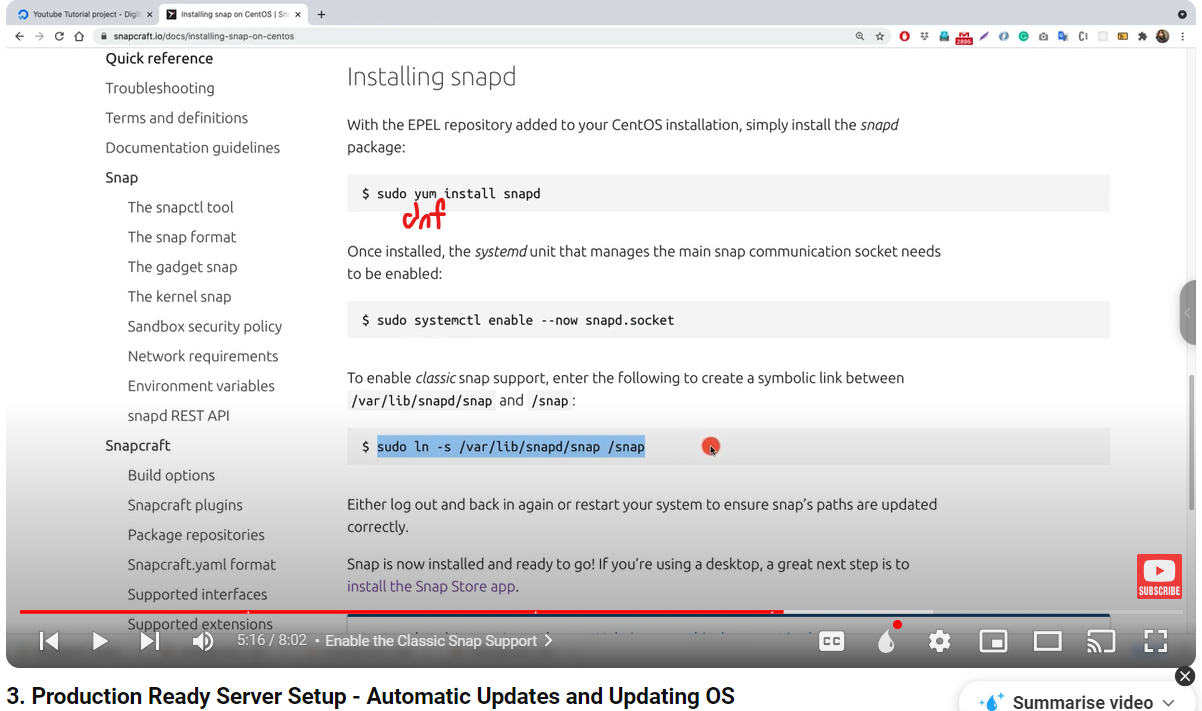 Youtube Tutorial project - Digit
Installing snap on CentOS | Sn
snapcraft.io/docs/installing-snap-on-centos
2895
Quick reference
Troubleshooting
Terms and definitions
Documentation guidelines
Snap
The snapctl tool
The snap format
The gadget snap
The kernel snap
Sandbox security policy
Network requirements
Environment variables
snapd REST API
Snapcraft
Build options
Snapcraft plugins
Package repositories
Snapcraft.yaml format
Supported interfaces
Supported extensions
Installing snapd
With the EPEL repository added to your CentOS installation, simply install the snapd
package:
$ sudo yum install snapd
dnf
Once installed, the systemd unit that manages the main snap communication socket needs
to be enabled:
$ sudo systemctl enable --now snapd.socket
To enable classic snap support, enter the following to create a symbolic link between
/var/lib/snapd/snap and /snap :
$ sudo ln -s /var/lib/snapd/snap /snap
Either log out and back in again or restart your system to ensure snap's paths are updated
correctly.
Snap is now installed and ready to go! If you're using a desktop, a great next step is to
install the Snap Store app.
SUBSCRIBE
5:16 / 8:02 • Enable the Classic Snap Support
CC
3. Production Ready Server Setup - Automatic Updates and Updating OS
Summarise video